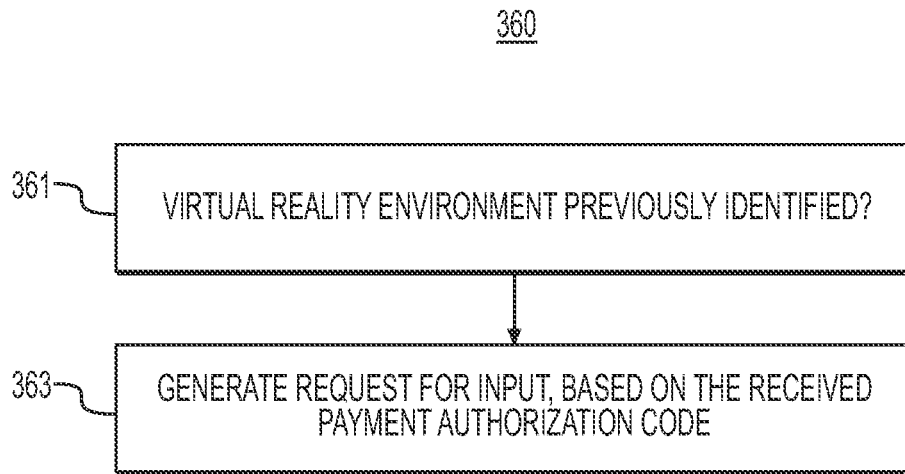 360
361
VIRTUAL REALITY ENVIRONMENT PREVIOUSLY IDENTIFIED?
363
GENERATE REQUEST FOR INPUT, BASED ON THE RECEIVED
PAYMENT AUTHORIZATION CODE